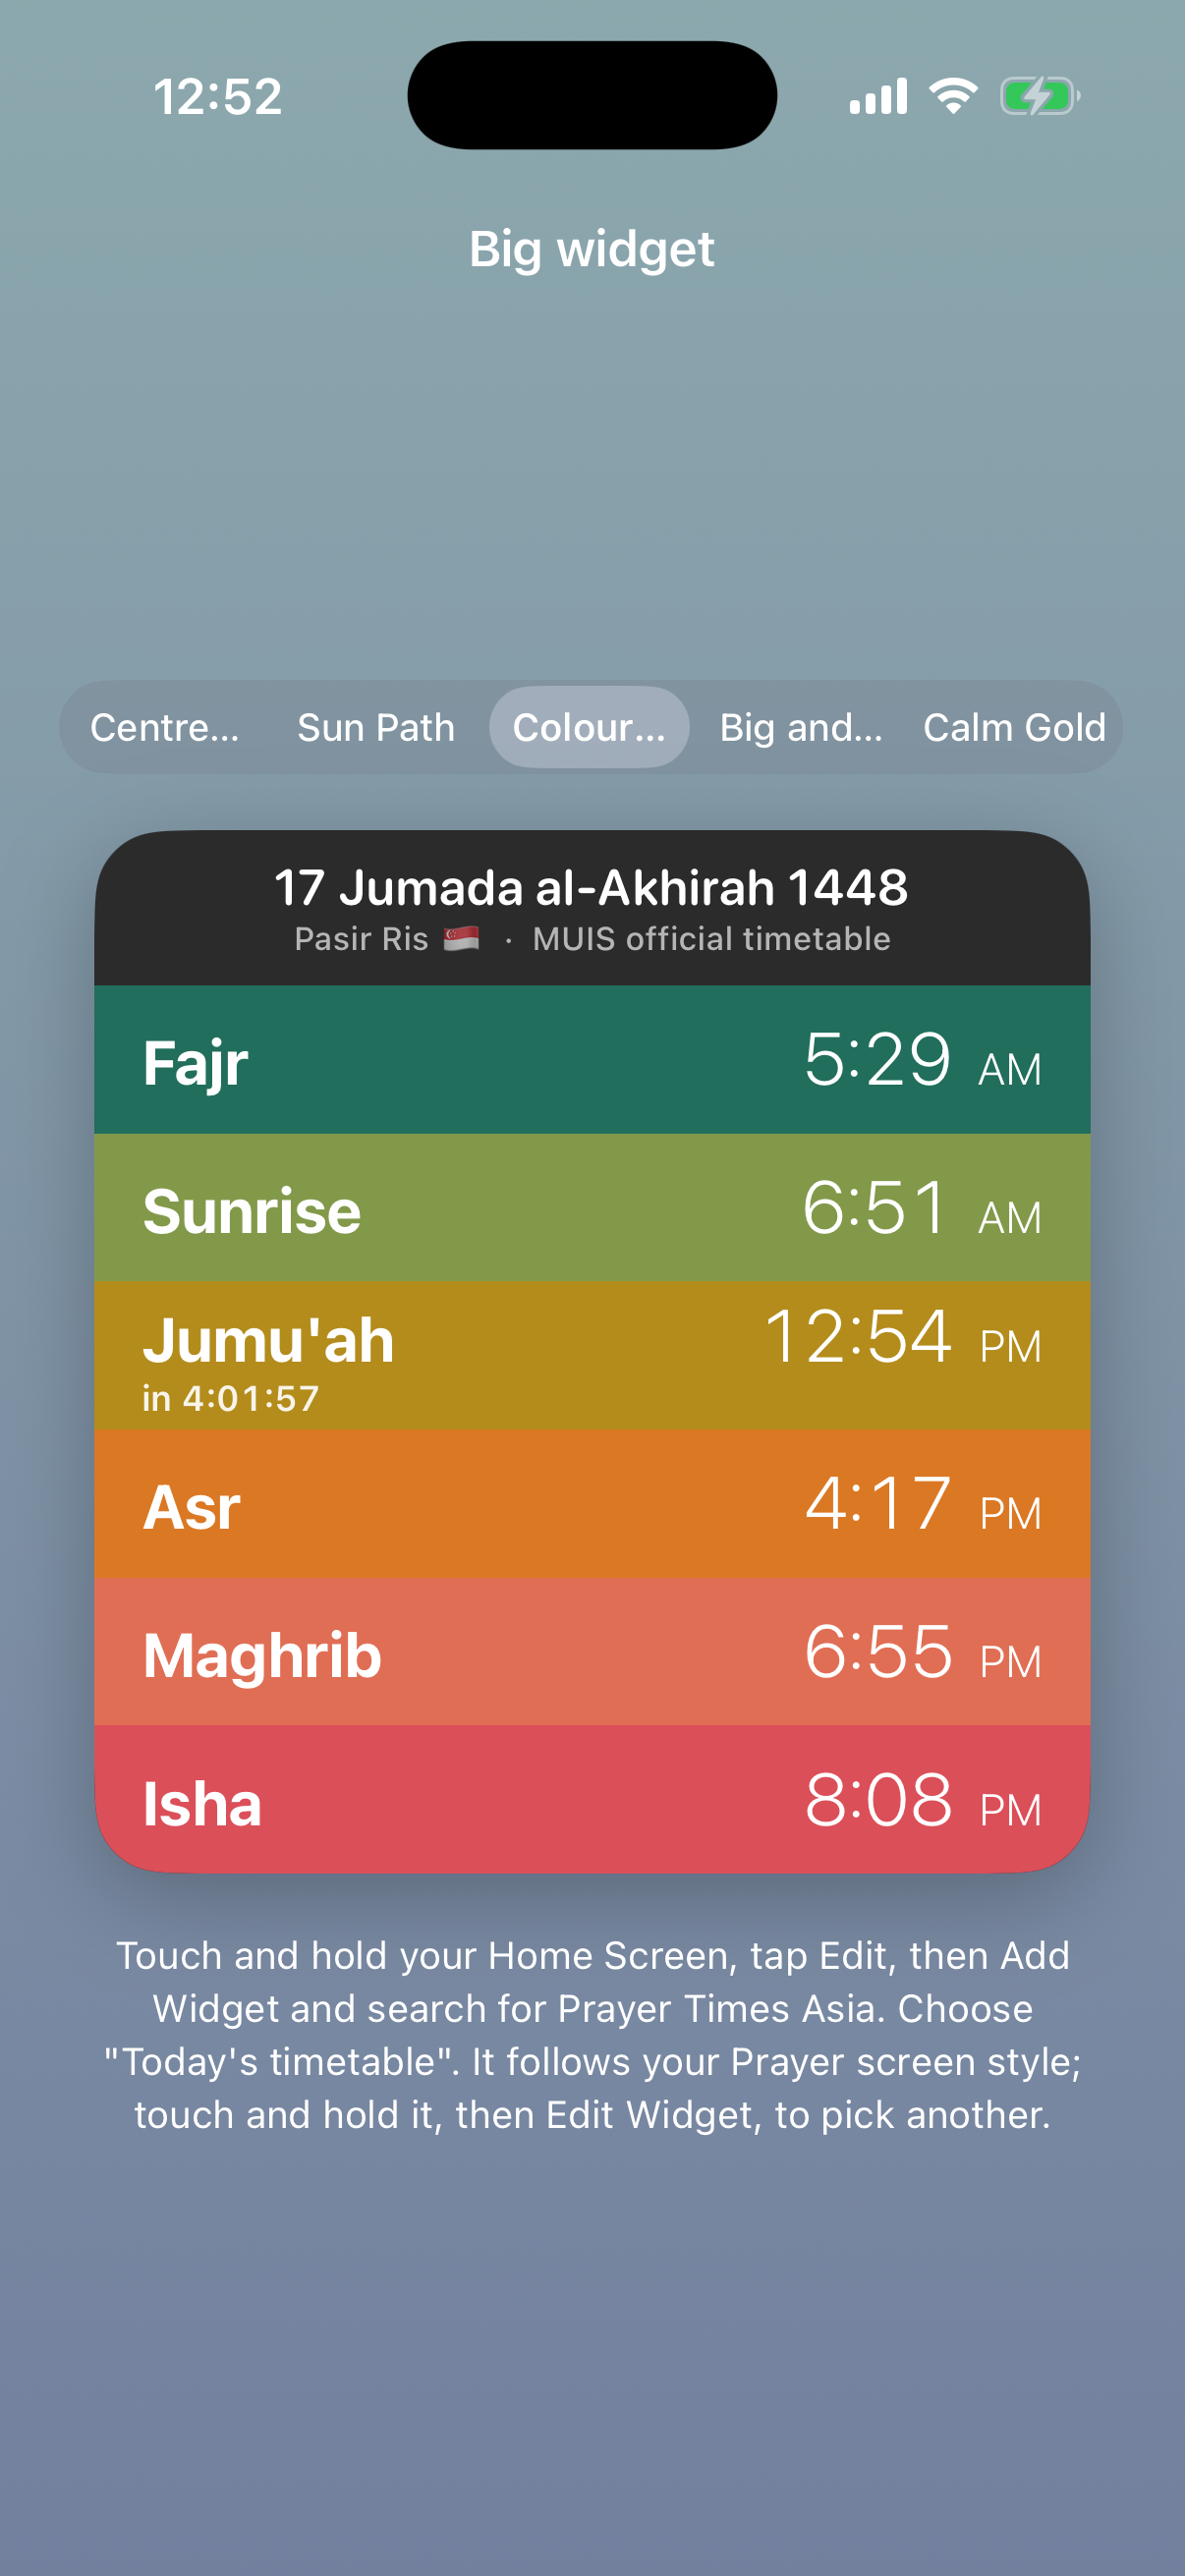 12:52
Big widget
Centre... Sun Path Colour... Big and... Calm Gold
17 Jumada al-Akhirah 1448
Pasir Ris 🇸🇬 · MUIS official timetable
Fajr 5:29 AM
Sunrise 6:51 AM
Jumu'ah 12:54 PM
in 4:01:57
Asr 4:17 PM
Maghrib 6:55 PM
Isha 8:08 PM
Touch and hold your Home Screen, tap Edit, then Add
Widget and search for Prayer Times Asia. Choose
"Today's timetable". It follows your Prayer screen style;
touch and hold it, then Edit Widget, to pick another.